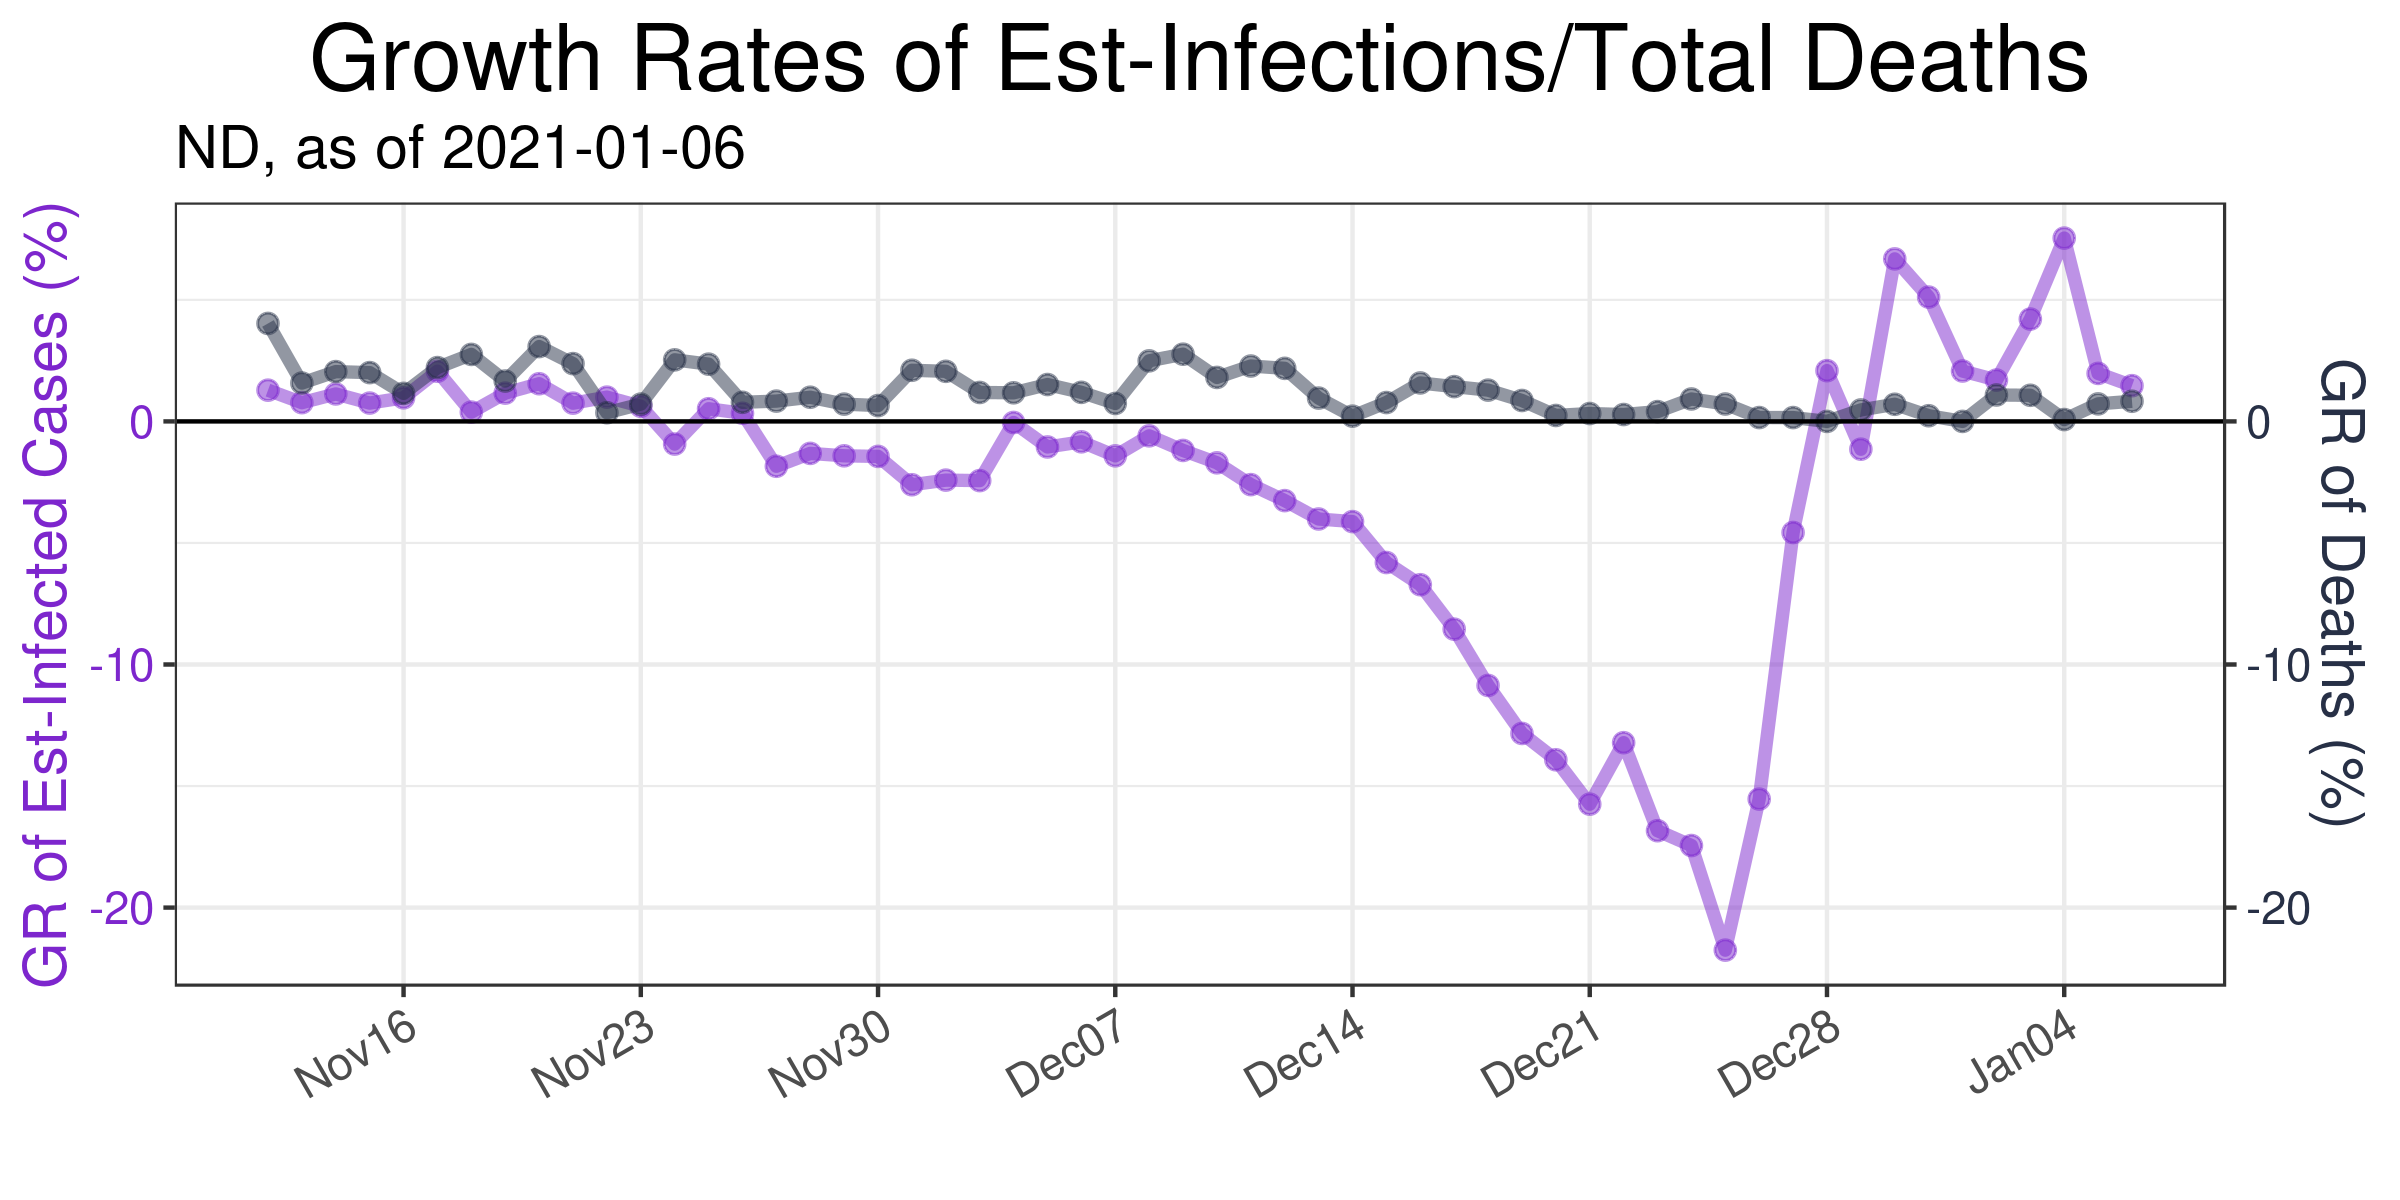 Growth Rates of Est-Infections/Total Deaths
ND, as of 2021-01-06
GR of Est-Infected Cases (%)
0
-10
-20
0
-10
-20
GR of Deaths (%)
Nov16
Nov23
Nov30
Dec07
Dec14
Dec21
Dec28
Jan04